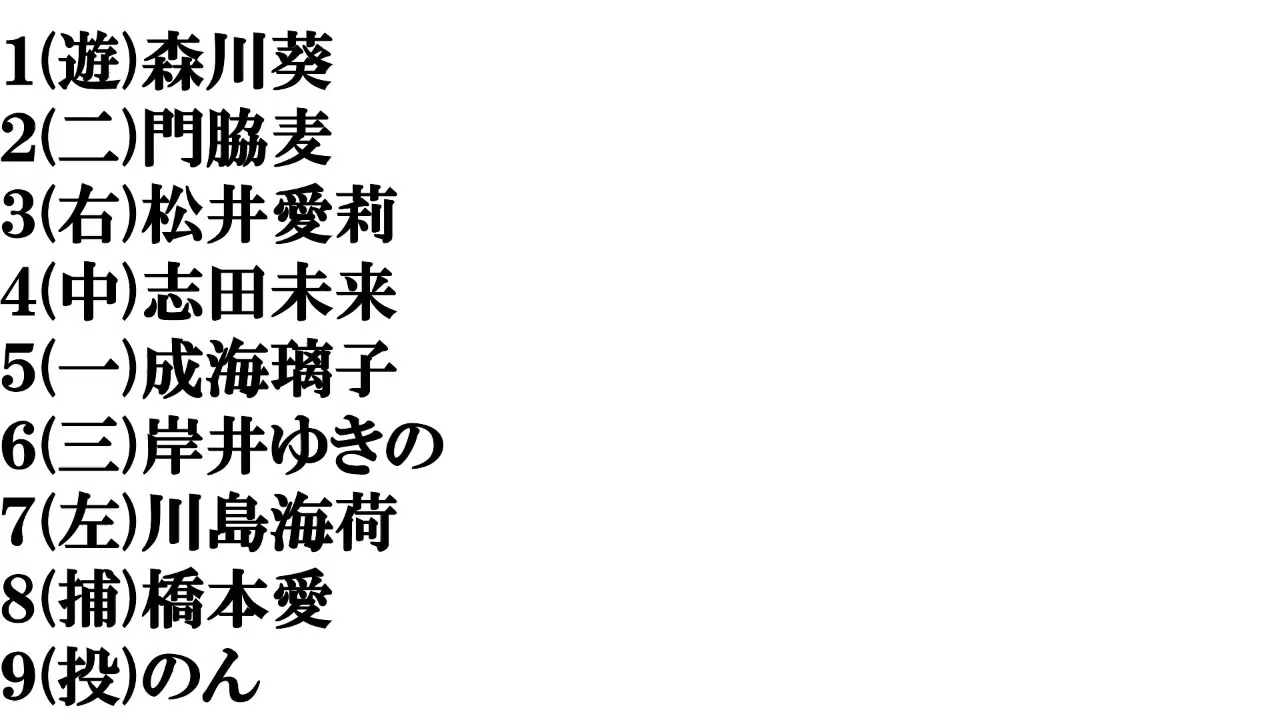 1(遊)森川葵
2(二)門脇麦
3(右)松井愛莉
4(中)志田未来
5(一)成海璃子
6(三)岸井ゆきの
7(左)川島海荷
8(捕)橋本愛
9(投)のん